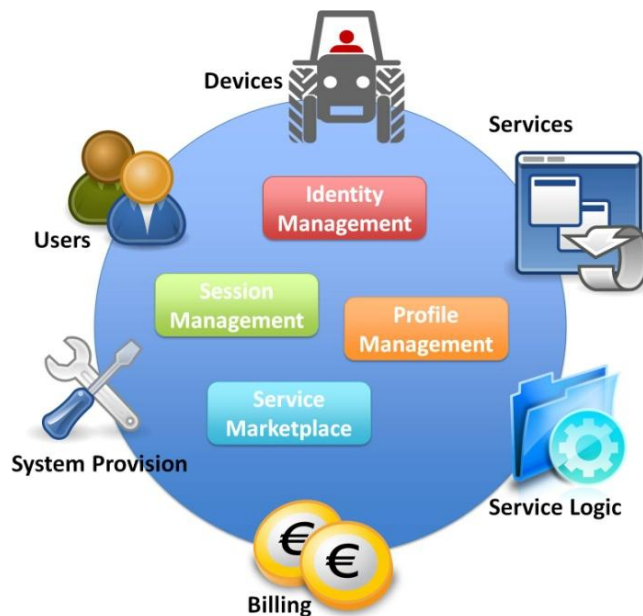 Devices
Services
Identity
Management
Users
Session
Management
Profile
Management
Service
Marketplace
System Provision
Service Logic
€ €
Billing